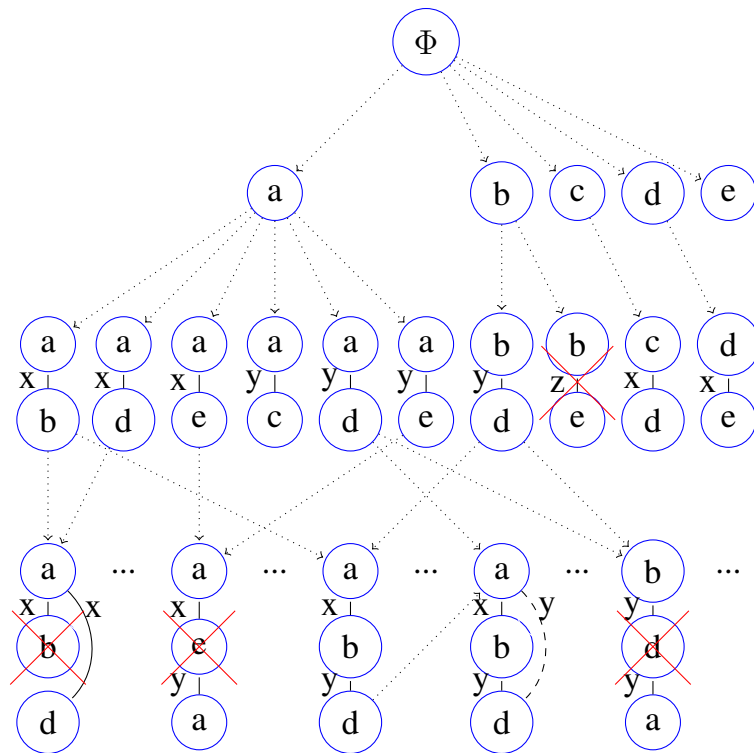 Φ
a b c d e
a a a a a a b b c d
x x x y y y y z x x
b d e c d e d e d e
a ... a ... a ... a ... b ...
x x x x x y y
b e b b d
y y y y
d a d d a